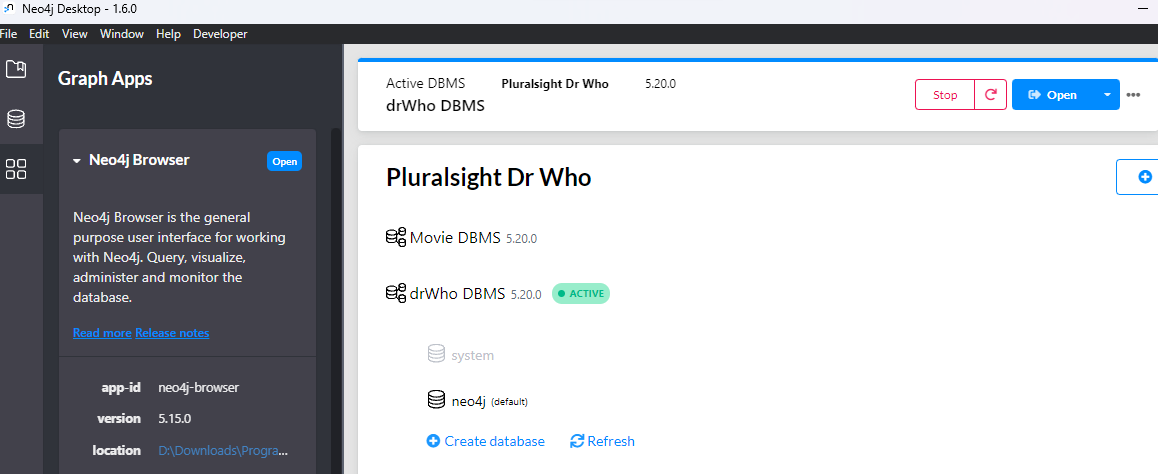 Neo4j Desktop - 1.6.0
File Edit View Window Help Developer
Graph Apps
Neo4j Browser Open
Neo4j Browser is the general
purpose user interface for working
with Neo4j. Query, visualize,
administer and monitor the
database.
Read more Release notes
app-id neo4j-browser
version 5.15.0
location D:\Downloads\Progra...
Active DBMS Pluralsight Dr Who 5.20.0
drWho DBMS
Stop Open
Pluralsight Dr Who
Movie DBMS 5.20.0
drWho DBMS 5.20.0 ACTIVE
system
neo4j (default)
Create database Refresh